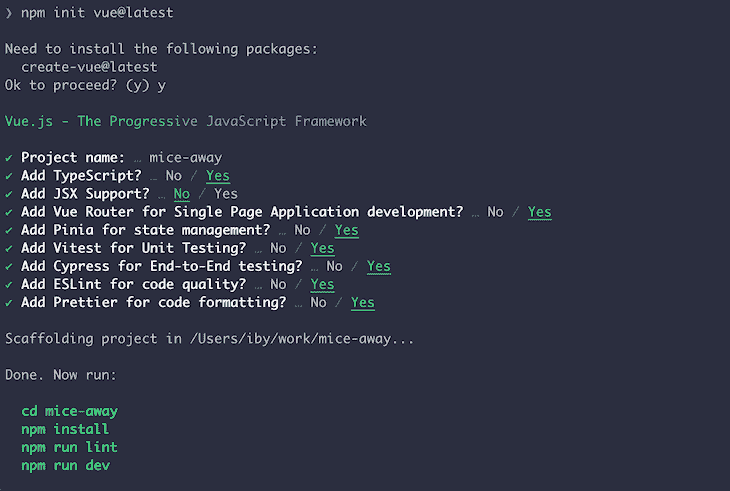 ❯ npm init vue@latest
Need to install the following packages:
create-vue@latest
Ok to proceed? (y) y
Vue.js - The Progressive JavaScript Framework
✔ Project name: … mice-away
✔ Add TypeScript? … No / Yes
✔ Add JSX Support? … No / Yes
✔ Add Vue Router for Single Page Application development? … No / Yes
✔ Add Pinia for state management? … No / Yes
✔ Add Vitest for Unit Testing? … No / Yes
✔ Add Cypress for End-to-End testing? … No / Yes
✔ Add ESLint for code quality? … No / Yes
✔ Add Prettier for code formatting? … No / Yes
Scaffolding project in /Users/iby/work/mice-away...
Done. Now run:
cd mice-away
npm install
npm run lint
npm run dev